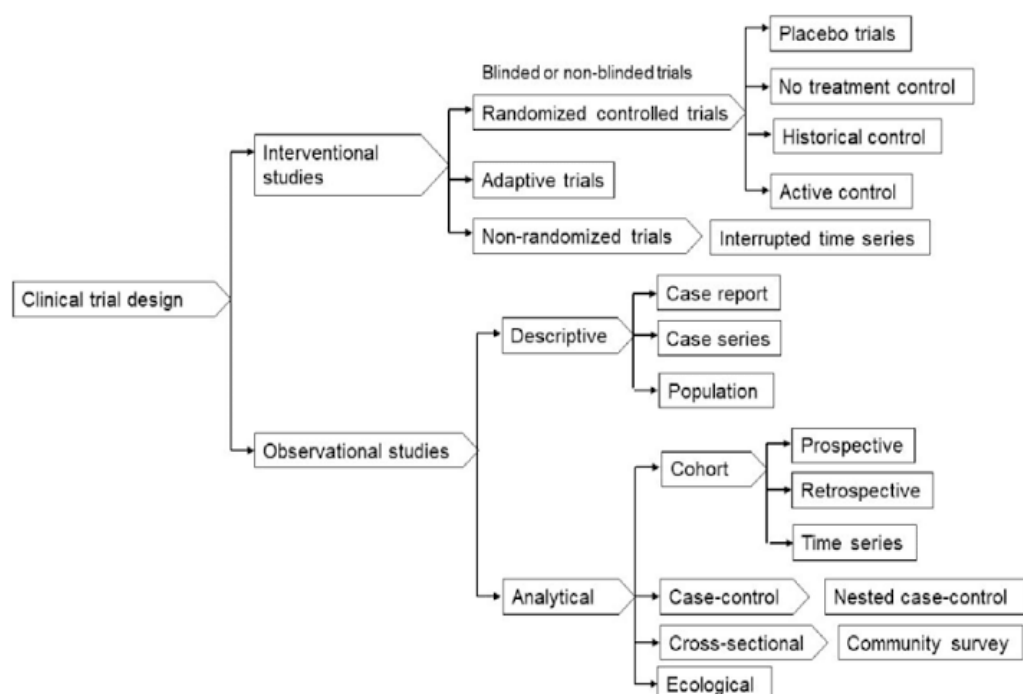 Placebo trials
Blinded or non-blinded trials
No treatment control
Randomized controlled trials
Historical control
Interventional
studies
Adaptive trials
Active control
Non-randomized trials
Interrupted time series
Clinical trial design
Case report
Descriptive
Case series
Population
Observational studies
Prospective
Cohort
Retrospective
Time series
Analytical
Case-control
Nested case-control
Cross-sectional
Community survey
Ecological